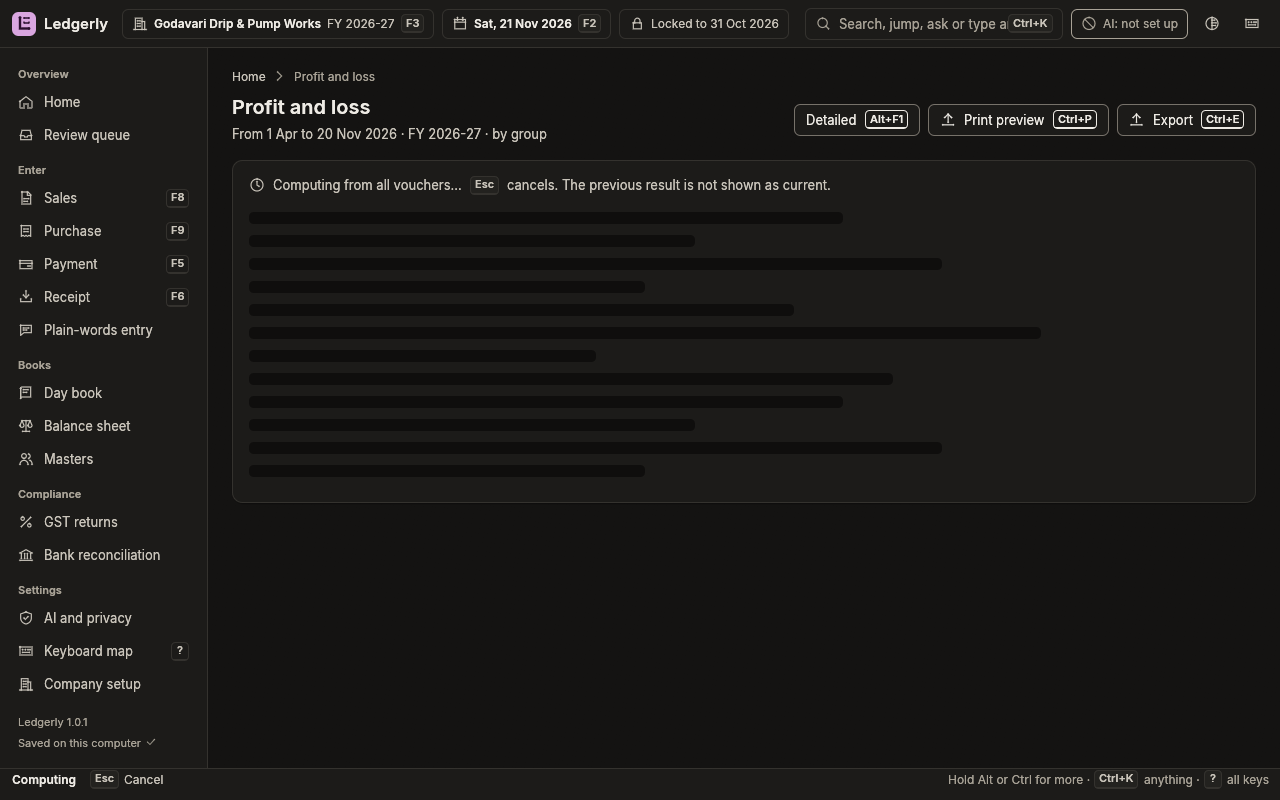 Ledgerly
Godavari Drip & Pump Works FY 2026-27 F3
Sat, 21 Nov 2026 F2
Locked to 31 Oct 2026
Search, jump, ask or type a Ctrl+K
AI: not set up
Overview
Home
Review queue
Enter
Sales F8
Purchase F9
Payment F5
Receipt F6
Plain-words entry
Books
Day book
Balance sheet
Masters
Compliance
GST returns
Bank reconciliation
Settings
AI and privacy
Keyboard map ?
Company setup
Ledgerly 1.0.1
Saved on this computer
Home > Profit and loss
Profit and loss
From 1 Apr to 20 Nov 2026 · FY 2026-27 · by group
Detailed Alt+F1
Print preview Ctrl+P
Export Ctrl+E
Computing from all vouchers... Esc cancels. The previous result is not shown as current.
Computing Esc Cancel
Hold Alt or Ctrl for more · Ctrl+K anything · ? all keys